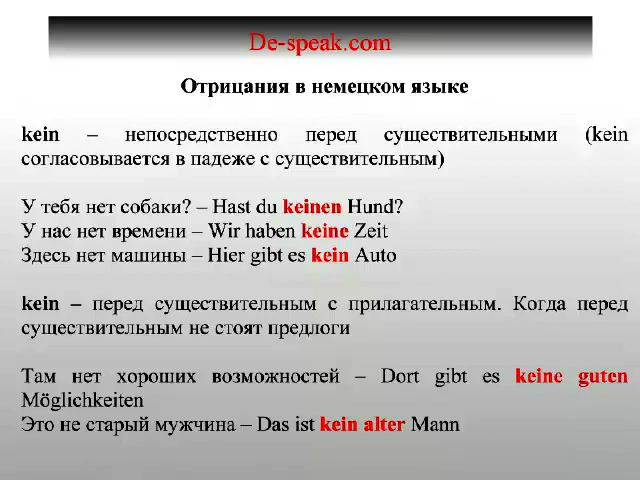 De-speak.com
Отрицания в немецком языке
kein – непосредственно перед существительными (kein
согласовывается в падеже с существительным)
У тебя нет собаки? – Hast du keinen Hund?
У нас нет времени – Wir haben keine Zeit
Здесь нет машины – Hier gibt es kein Auto
kein – перед существительным с прилагательным. Когда перед
существительным не стоят предлоги
Там нет хороших возможностей – Dort gibt es keine guten
Möglichkeiten
Это не старый мужчина – Das ist kein alter Mann